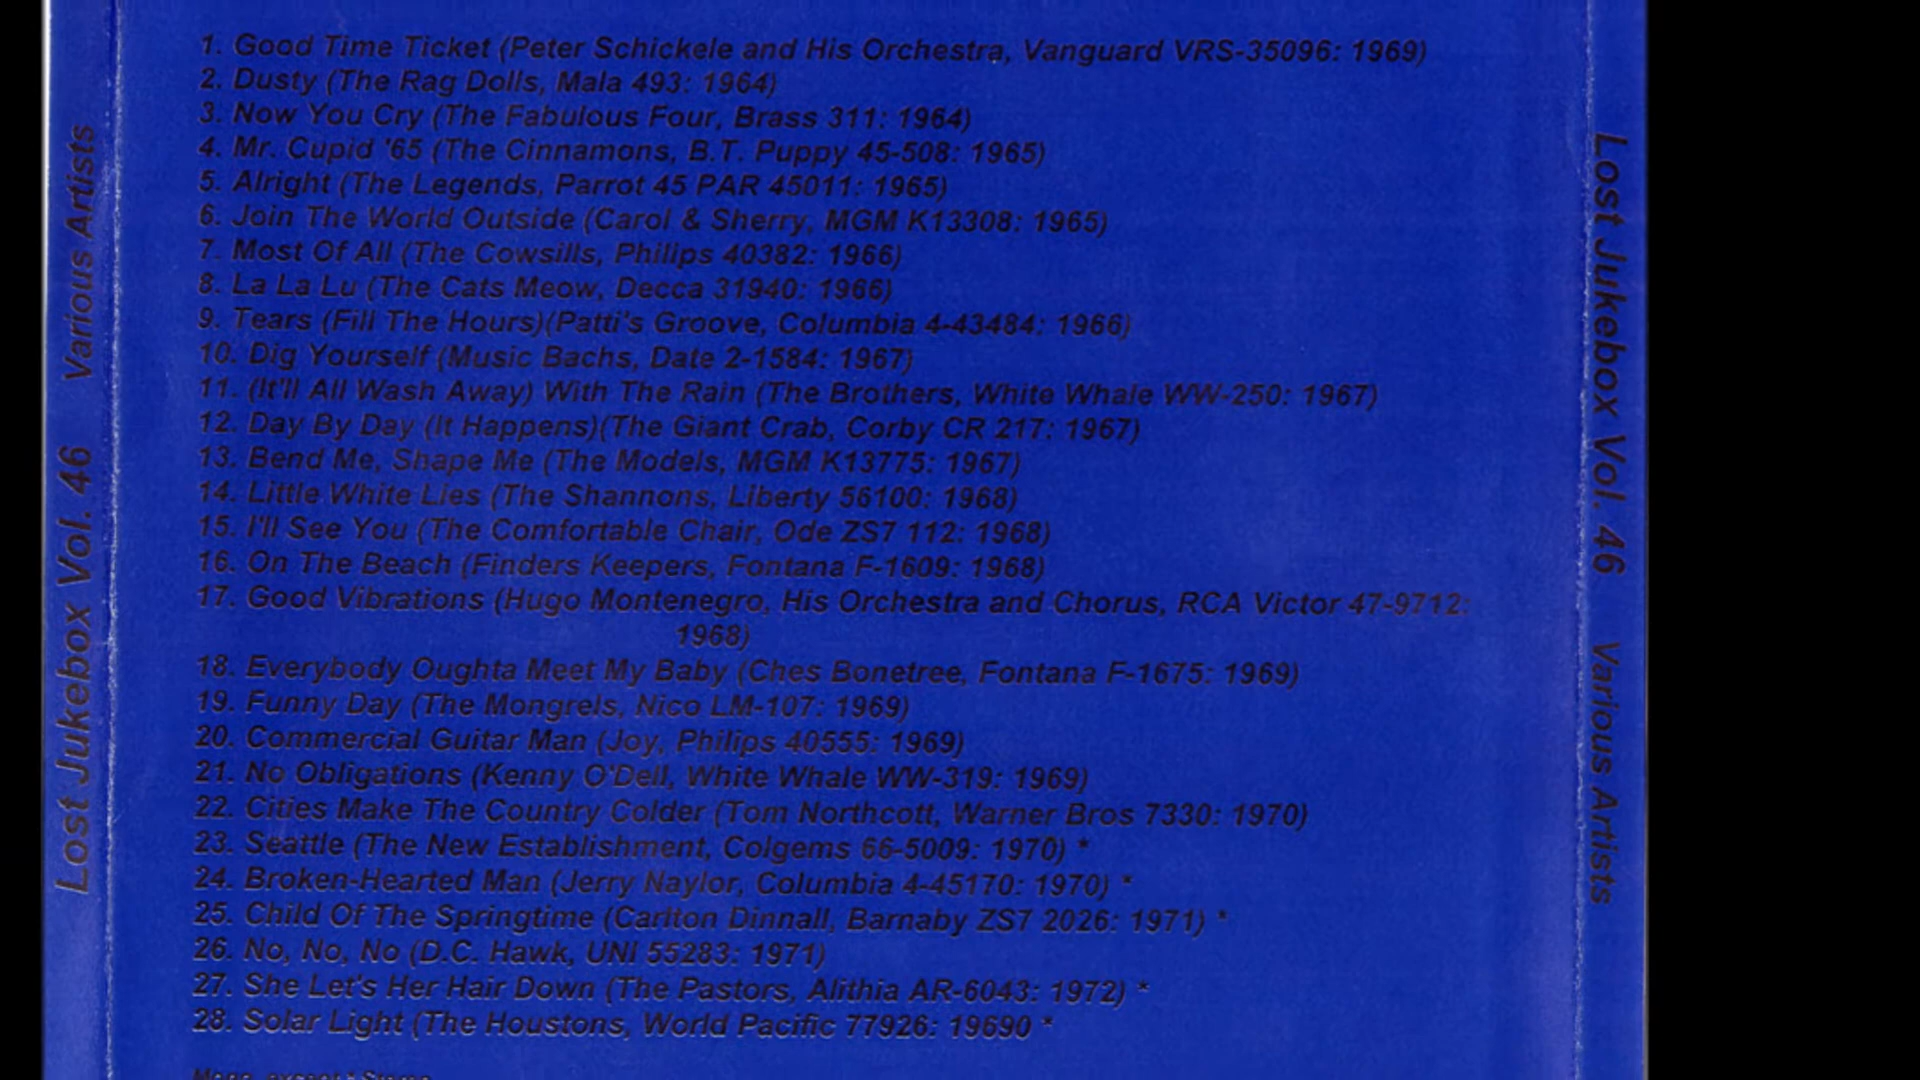 1. Good Time Ticket (Peter Schickele and His Orchestra, Vanguard VRS-35096: 1969)
2. Dusty (The Rag Dolls, Mala 493: 1964)
3. Now You Cry (The Fabulous Four, Brass 311: 1964)
4. Mr. Cupid '65 (The Cinnamons, B.T. Puppy 45-508: 1965)
5. Alright (The Legends, Parrot 45 PAR 45011: 1965)
6. Join The World Outside (Carol & Sherry, MGM K13308: 1965)
7. Most Of All (The Cowsills, Philips 40382: 1966)
8. La La Lu (The Cats Meow, Decca 31940: 1966)
9. Tears (Fill The Hours)(Patti's Groove, Columbia 4-43484: 1966)
10. Dig Yourself (Music Bachs, Date 2-1584: 1967)
11. (It'll All Wash Away) With The Rain (The Brothers, White Whale WW-250: 1967)
12. Day By Day (It Happens)(The Giant Crab, Corby CR 217: 1967)
13. Bend Me, Shape Me (The Models, MGM K13775: 1967)
14. Little White Lies (The Shannons, Liberty 56100: 1968)
15. I'll See You (The Comfortable Chair, Ode ZS7 112: 1968)
16. On The Beach (Finders Keepers, Fontana F-1609: 1968)
17. Good Vibrations (Hugo Montenegro, His Orchestra and Chorus, RCA Victor 47-9712:
1968)
18. Everybody Oughta Meet My Baby (Ches Bonetree, Fontana F-1675: 1969)
19. Funny Day (The Mongrels, Nico LM-107: 1969)
20. Commercial Guitar Man (Joy, Philips 40555: 1969)
21. No Obligations (Kenny O'Dell, White Whale WW-319: 1969)
22. Cities Make The Country Colder (Tom Northcott, Warner Bros 7330: 1970)
23. Seattle (The New Establishment, Colgems 66-5009: 1970) *
24. Broken-Hearted Man (Jerry Naylor, Columbia 4-45170: 1970) *
25. Child Of The Springtime (Carlton Dinnall, Barnaby ZS7 2026: 1971) *
26. No, No, No (D.C. Hawk, UNI 55283: 1971)
27. She Let's Her Hair Down (The Pastors, Alithia AR-6043: 1972) *
28. Solar Light (The Houstons, World Pacific 77926: 19690 *
Lost Jukebox Vol. 46 Various Artists
Lost Jukebox Vol. 46 Various Artists